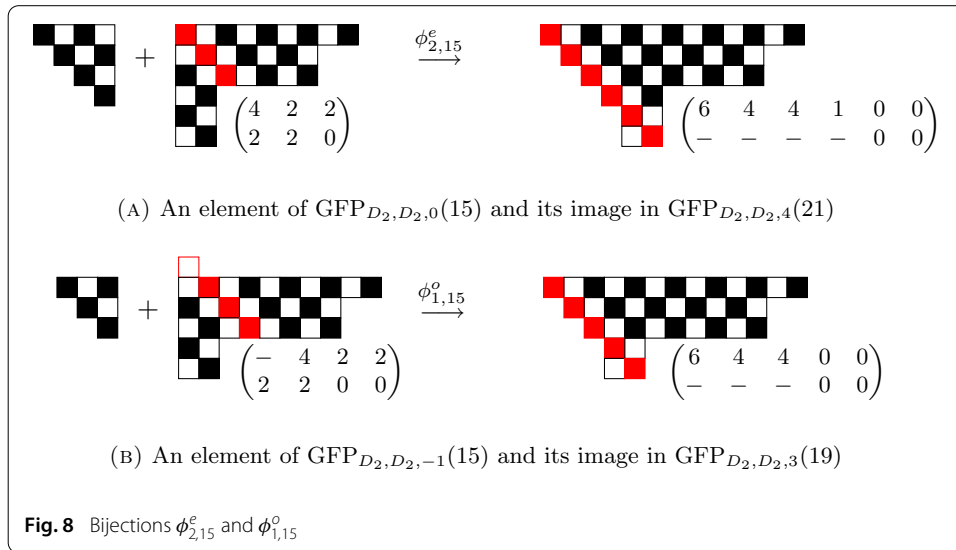 + ϕ^e_{2,15} ⟶
(4 2 2
2 2 0)
(6 4 4 1 0 0
− − − − 0 0)
(A) An element of GFP_{D_2,D_2,0}(15) and its image in GFP_{D_2,D_2,4}(21)
+ ϕ^o_{1,15} ⟶
(− 4 2 2
2 2 0 0)
(6 4 4 0 0
− − − 0 0)
(B) An element of GFP_{D_2,D_2,−1}(15) and its image in GFP_{D_2,D_2,3}(19)
Fig. 8 Bijections ϕ^e_{2,15} and ϕ^o_{1,15}